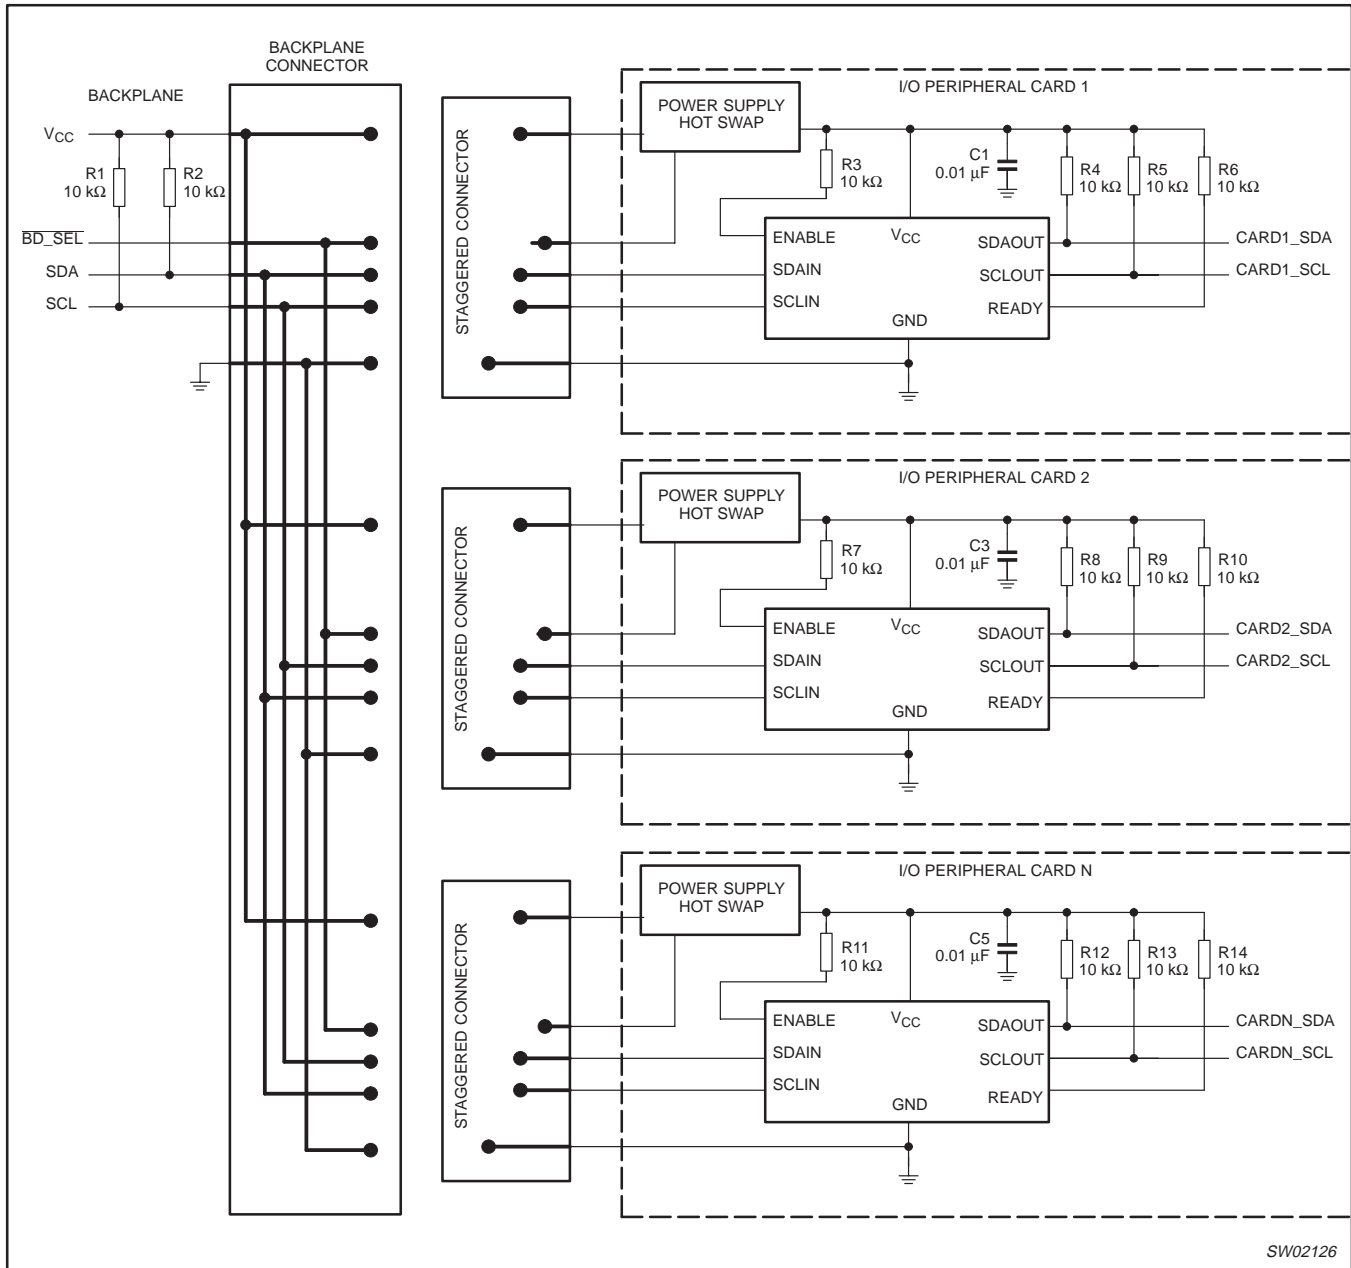 BACKPLANE
CONNECTOR
BACKPLANE
VCC
R1
10 kΩ
R2
10 kΩ
BD_SEL
SDA
SCL
STAGGERED CONNECTOR
I/O PERIPHERAL CARD 1
POWER SUPPLY
HOT SWAP
R3
10 kΩ
C1
0.01 μF
R4
10 kΩ
R5
10 kΩ
R6
10 kΩ
ENABLE
VCC
SDAOUT
CARD1_SDA
SDAIN
SCLOUT
CARD1_SCL
SCLIN
READY
GND
STAGGERED CONNECTOR
I/O PERIPHERAL CARD 2
POWER SUPPLY
HOT SWAP
R7
10 kΩ
C3
0.01 μF
R8
10 kΩ
R9
10 kΩ
R10
10 kΩ
ENABLE
VCC
SDAOUT
CARD2_SDA
SDAIN
SCLOUT
CARD2_SCL
SCLIN
READY
GND
STAGGERED CONNECTOR
I/O PERIPHERAL CARD N
POWER SUPPLY
HOT SWAP
R11
10 kΩ
C5
0.01 μF
R12
10 kΩ
R13
10 kΩ
R14
10 kΩ
ENABLE
VCC
SDAOUT
CARDN_SDA
SDAIN
SCLOUT
CARDN_SCL
SCLIN
READY
GND
SW02126